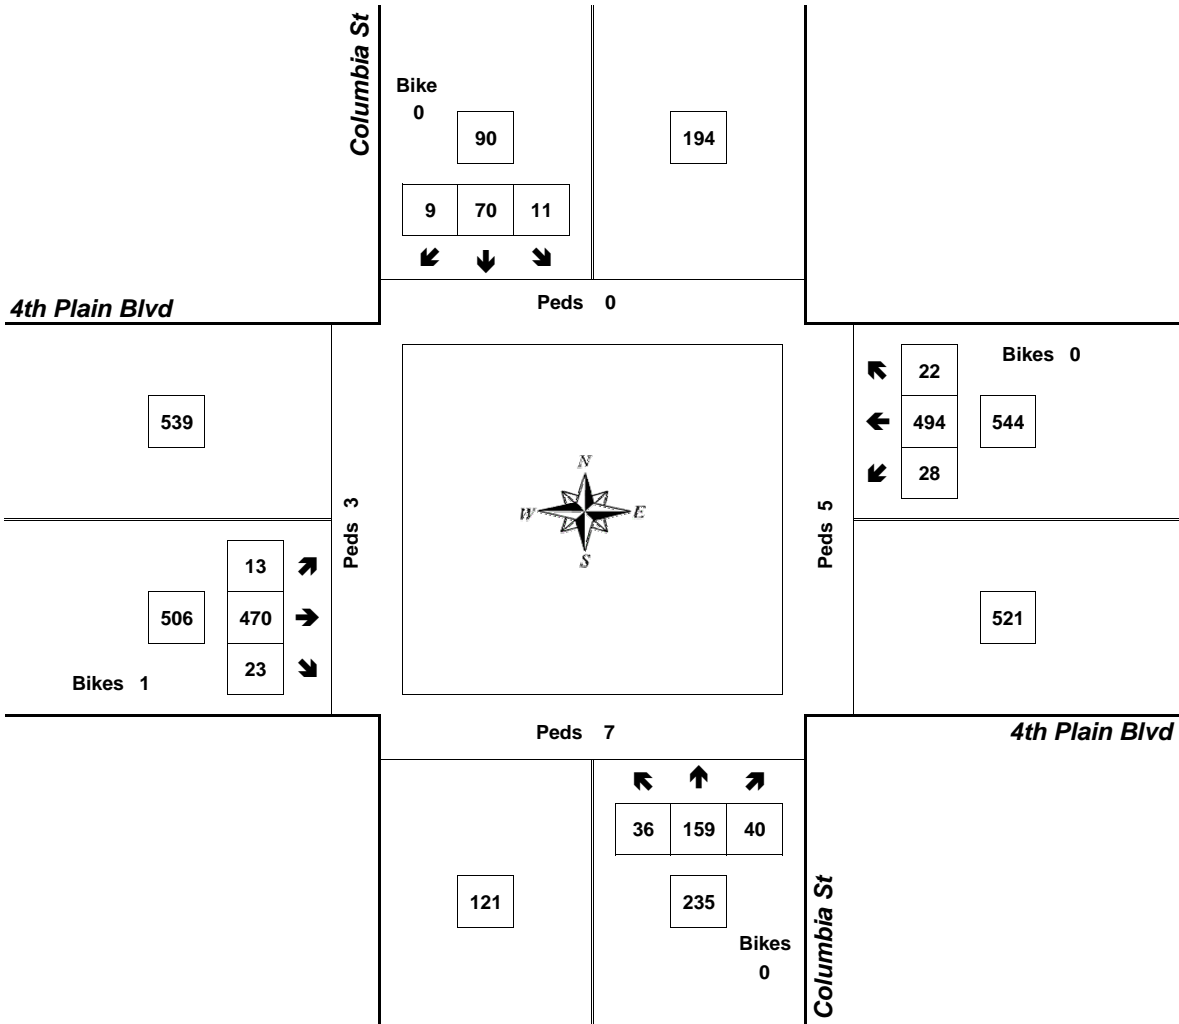 Columbia St
Bike
0
90
194
9 70 11
Peds 0
4th Plain Blvd
22
Bikes 0
539
494 544
28
N
W E
S
Peds 3
Peds 5
13
506 470
521
23
Bikes 1
Peds 7
4th Plain Blvd
36 159 40
121
235
Bikes
0
Columbia St